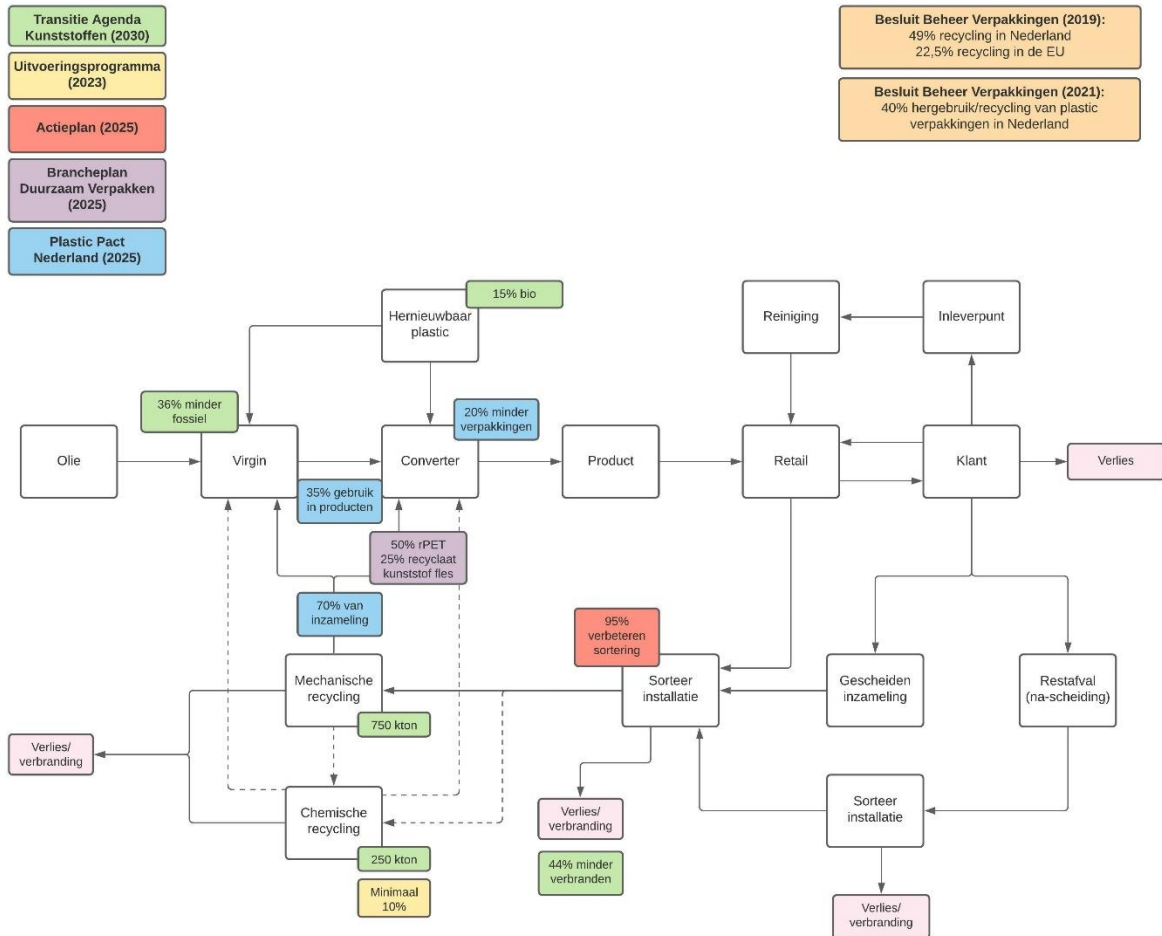 Transitie Agenda
Kunststoffen (2030)
Uitvoeringsprogramma
(2023)
Actieplan (2025)
Brancheplan
Duurzaam Verpakken
(2025)
Plastic Pact
Nederland (2025)
Besluit Beheer Verpakkingen (2019):
49% recycling in Nederland
22,5% recycling in de EU
Besluit Beheer Verpakkingen (2021):
40% hergebruik/recycling van plastic
verpakkingen in Nederland
15% bio
Hernieuwbaar
plastic
Reiniging
Inleverpunt
36% minder
fossiel
20% minder
verpakkingen
Olie
Virgin
Converter
Product
Retail
Klant
Verlies
35% gebruik
in producten
50% rPET
25% recyclaat
kunststof fles
70% van
inzameling
95%
verbeteren
sortering
Mechanische
recycling
750 kton
Sorteer
installatie
Gescheiden
inzameling
Restafval
(na-scheiding)
Verlies/
verbranding
Chemische
recycling
250 kton
Minimaal
10%
Verlies/
verbranding
44% minder
verbranden
Sorteer
installatie
Verlies/
verbranding